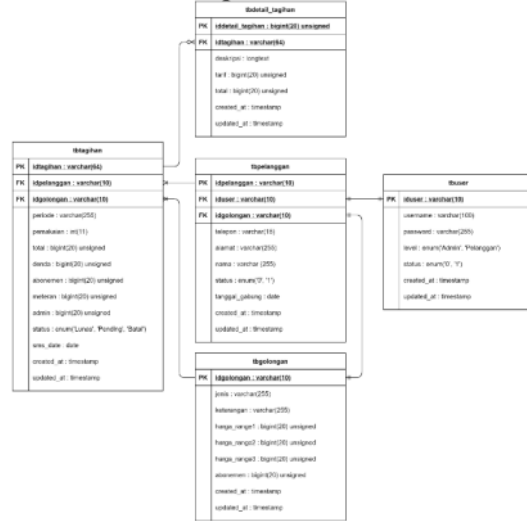 tbdetail_tagihan
PK iddetail_tagihan : bigint(20) unsigned
FK idtagihan : varchar(64)
deskripsi : longtext
tarif : bigint(20) unsigned
total : bigint(20) unsigned
created_at : timestamp
updated_at : timestamp
tbtagihan
PK idtagihan : varchar(64)
FK idpelanggan : varchar(10)
FK idgolongan : varchar(10)
periode : varchar(255)
pemakaian : int(11)
total : bigint(20) unsigned
denda : bigint(20) unsigned
abonemen : bigint(20) unsigned
meteran : bigint(20) unsigned
admin : bigint(20) unsigned
status : enum('Lunas', 'Pending', 'Batal')
created_at : timestamp
updated_at : timestamp
tbpelanggan
PK idpelanggan : varchar(10)
FK iduser : varchar(10)
FK idgolongan : varchar(10)
telepon : varchar(15)
alamat : varchar(255)
nama : varchar (255)
status : enum('0', '1')
tanggal_gabung : date
created_at : timestamp
updated_at : timestamp
tbuser
PK iduser : varchar(10)
username : varchar(100)
password : varchar(255)
level : enum('Admin', 'Pelanggan')
status : enum('0', '1')
created_at : timestamp
updated_at : timestamp
tbgolongan
PK idgolongan : varchar(10)
jenis : varchar(255)
keterangan : varchar(255)
harga_range1 : bigint(20) unsigned
harga_range2 : bigint(20) unsigned
harga_range3 : bigint(20) unsigned
abonemen : bigint(20) unsigned
created_at : timestamp
updated_at : timestamp